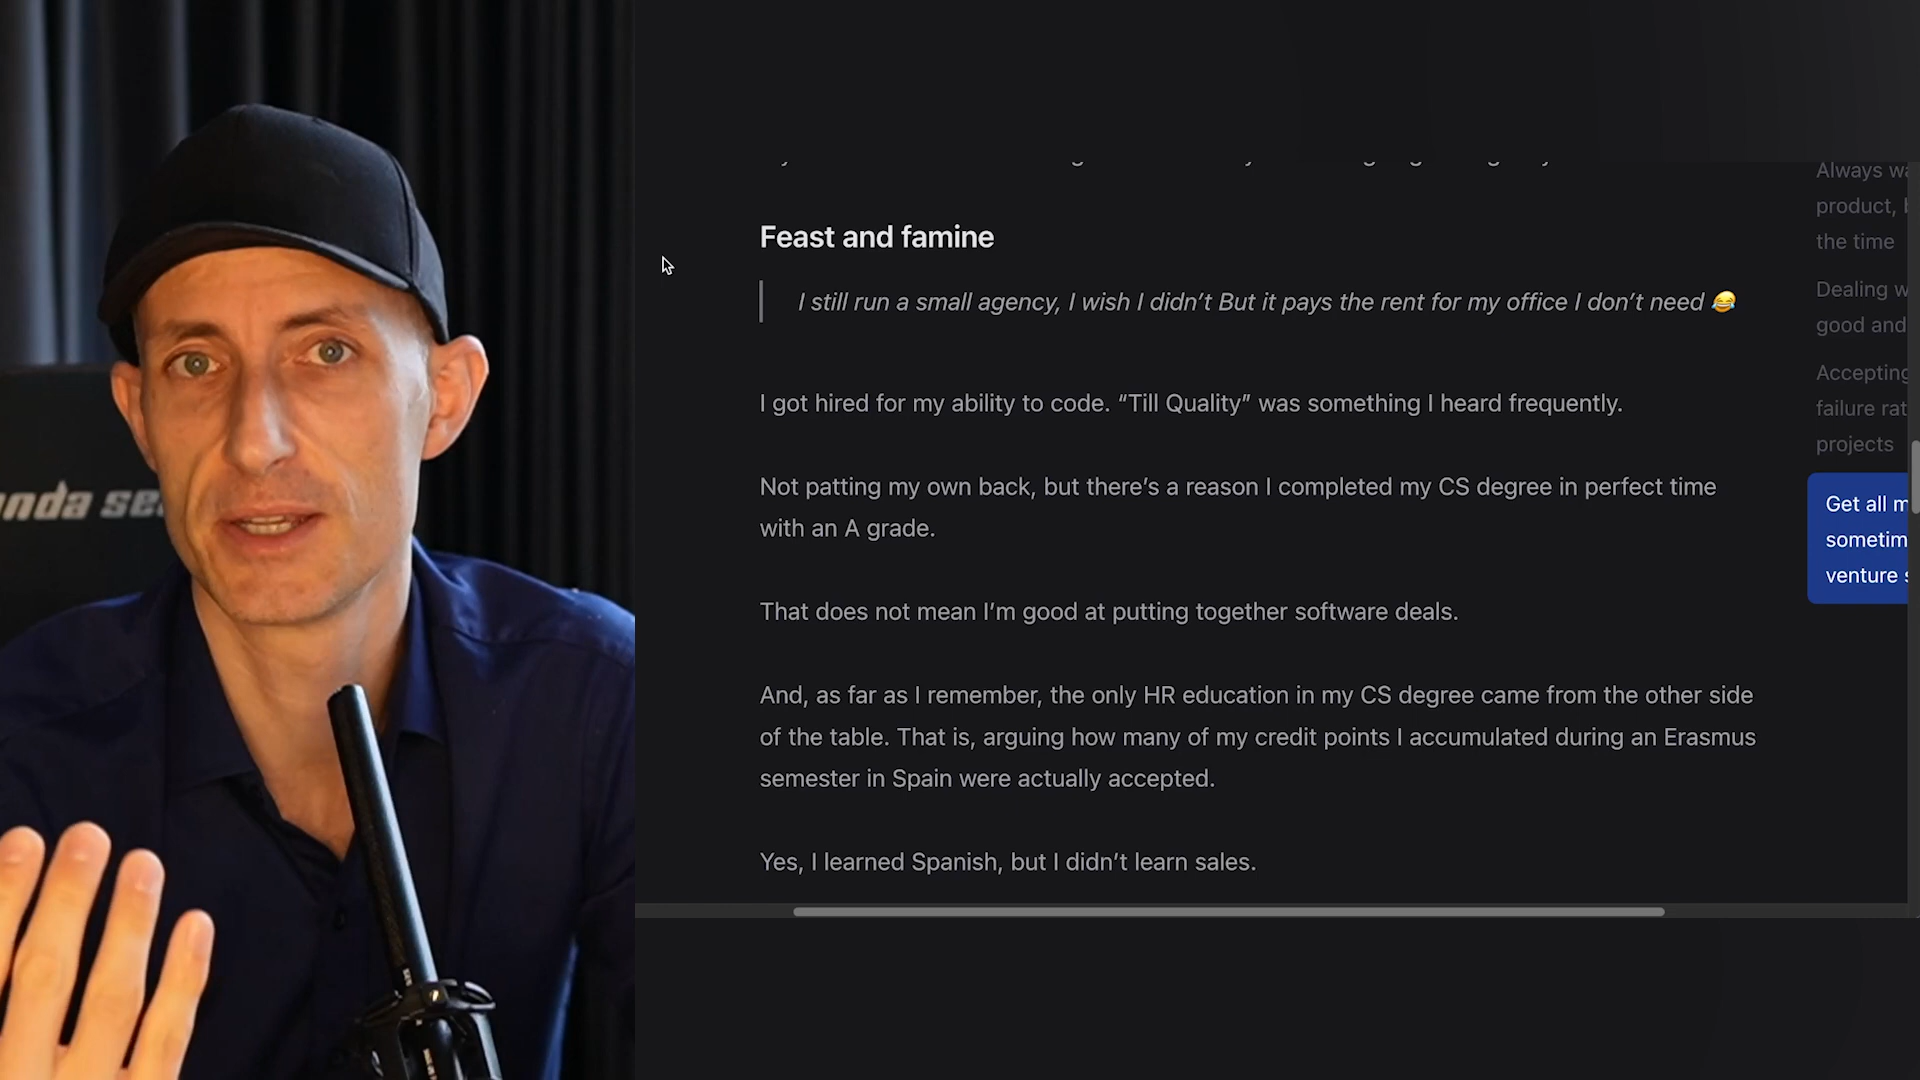 Feast and famine
I still run a small agency, I wish I didn’t But it pays the rent for my office I don’t need 😂
I got hired for my ability to code. “Till Quality” was something I heard frequently.
Not patting my own back, but there’s a reason I completed my CS degree in perfect time
with an A grade.
That does not mean I’m good at putting together software deals.
And, as far as I remember, the only HR education in my CS degree came from the other side
of the table. That is, arguing how many of my credit points I accumulated during an Erasmus
semester in Spain were actually accepted.
Yes, I learned Spanish, but I didn’t learn sales.
Always
product,
the time
Dealing
good and
Accepting
failure
projects
Get all
venture